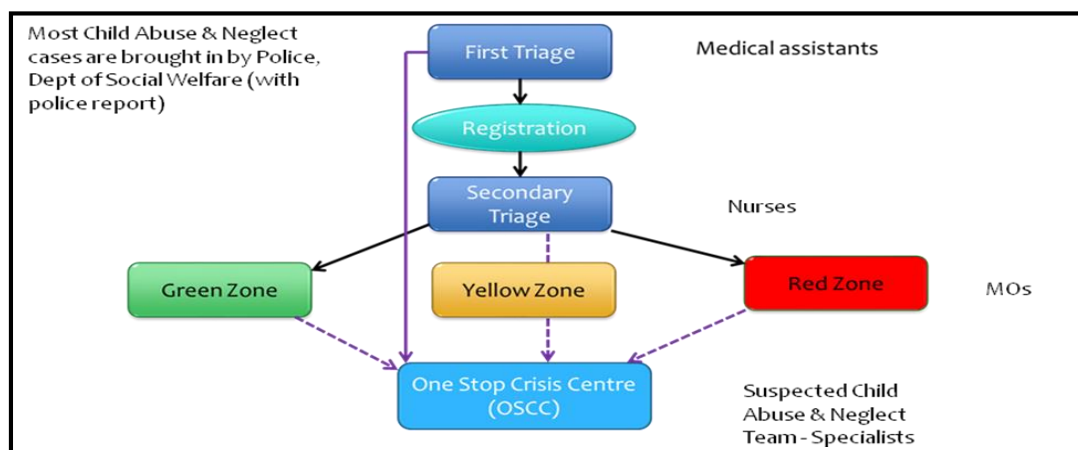 Most Child Abuse & Neglect
cases are brought in by Police,
Dept of Social Welfare (with
police report)
First Triage
Medical assistants
Registration
Secondary
Triage
Nurses
Green Zone
Yellow Zone
Red Zone
MOs
One Stop Crisis Centre
(OSCC)
Suspected Child
Abuse & Neglect
Team - Specialists